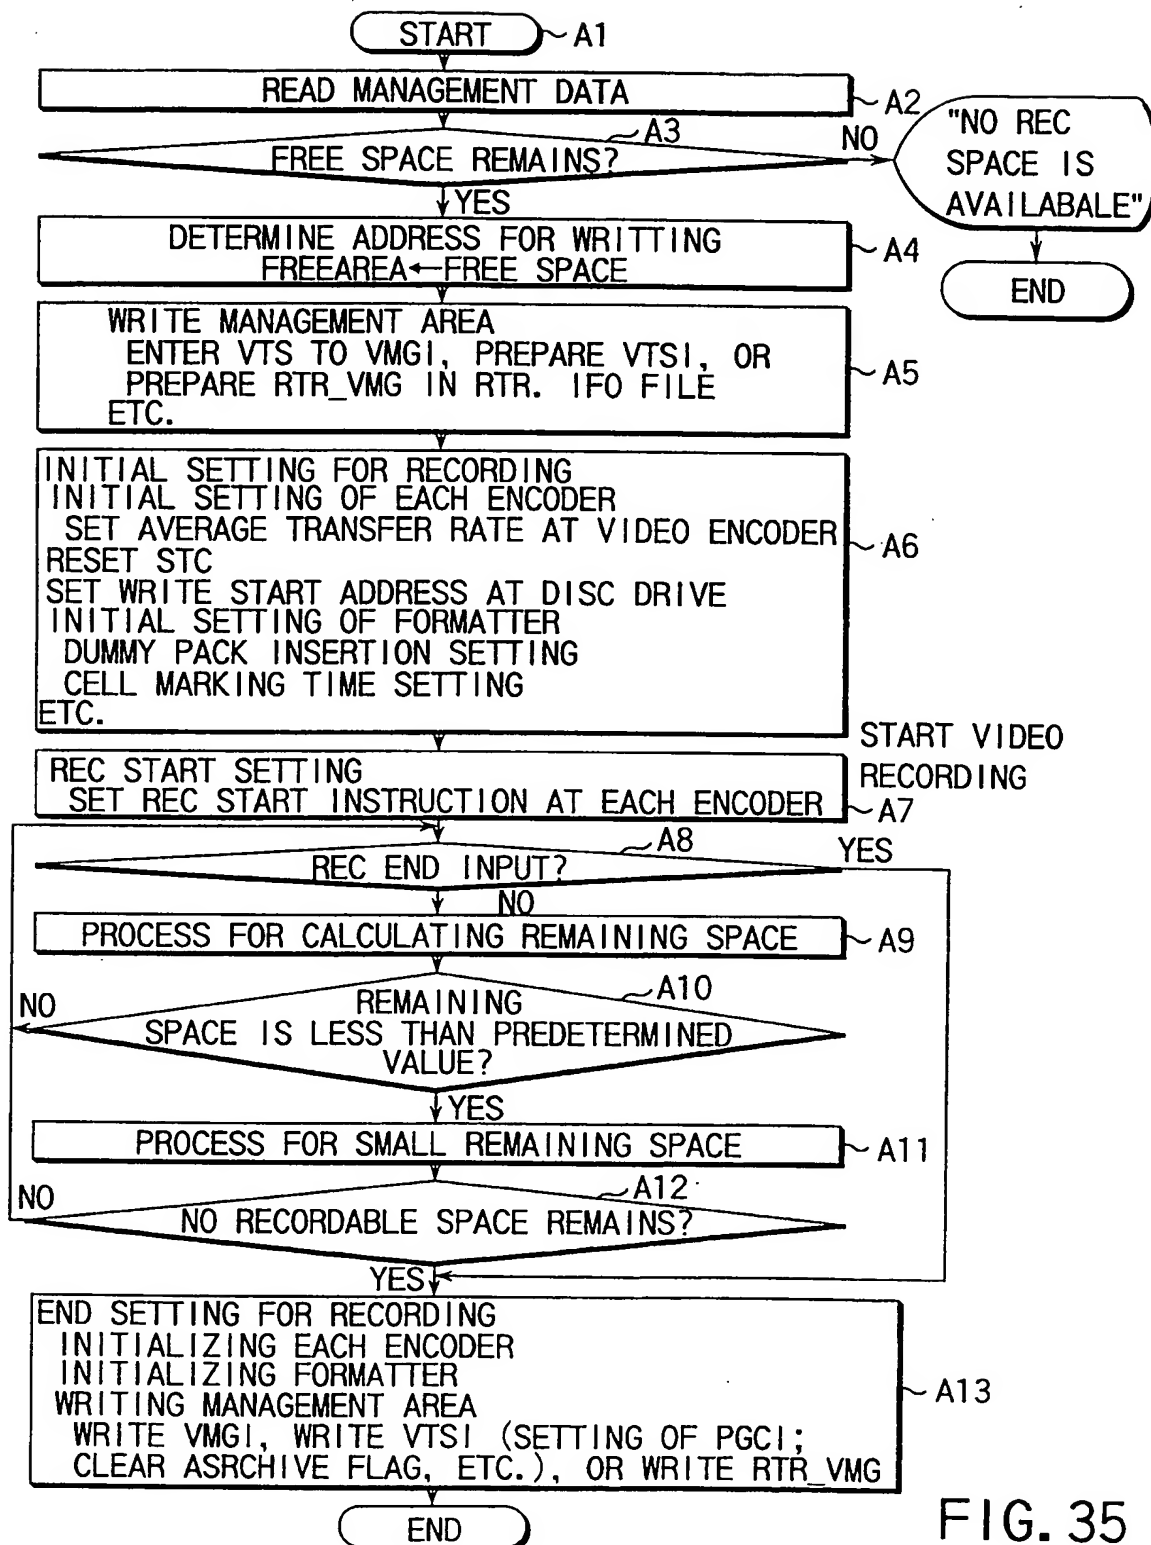 START
A1
READ MANAGEMENT DATA
A2
A3
FREE SPACE REMAINS?
NO
"NO REC
SPACE IS
AVAILABALE"
END
YES
DETERMINE ADDRESS FOR WRITTING
FREEAREA←FREE SPACE
A4
WRITE MANAGEMENT AREA
ENTER VTS TO VMGI, PREPARE VTSI, OR
PREPARE RTR_VMG IN RTR. IFO FILE
ETC.
A5
INITIAL SETTING FOR RECORDING
INITIAL SETTING OF EACH ENCODER
SET AVERAGE TRANSFER RATE AT VIDEO ENCODER
RESET STC
SET WRITE START ADDRESS AT DISC DRIVE
INITIAL SETTING OF FORMATTER
DUMMY PACK INSERTION SETTING
CELL MARKING TIME SETTING
ETC.
A6
START VIDEO
RECORDING
REC START SETTING
SET REC START INSTRUCTION AT EACH ENCODER
A7
A8
REC END INPUT?
YES
NO
PROCESS FOR CALCULATING REMAINING SPACE
A9
A10
NO
REMAINING
SPACE IS LESS THAN PREDETERMINED
VALUE?
YES
PROCESS FOR SMALL REMAINING SPACE
A11
A12
NO
NO RECORDABLE SPACE REMAINS?
YES
END SETTING FOR RECORDING
INITIALIZING EACH ENCODER
INITIALIZING FORMATTER
WRITING MANAGEMENT AREA
WRITE VMGI, WRITE VTSI (SETTING OF PGCI;
CLEAR ASRCHIVE FLAG, ETC.), OR WRITE RTR_VMG
A13
END
FIG. 35